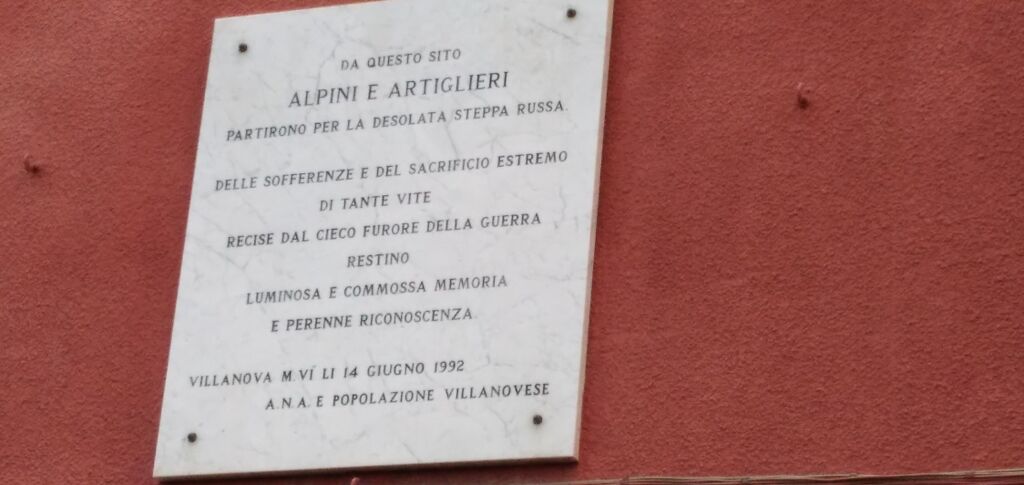 DA QUESTO SITO
ALPINI E ARTIGLIERI
PARTIRONO PER LA DESOLATA STEPPA RUSSA.
DELLE SOFFERENZE E DEL SACRIFICIO ESTREMO
DI TANTE VITE
RECISE DAL CIECO FURORE DELLA GUERRA
RESTINO
LUMINOSA E COMMOSSA MEMORIA
E PERENNE RICONOSCENZA.
VILLANOVA M.VÌ LI 14 GIUGNO 1992
A.N.A. E POPOLAZIONE VILLANOVESE